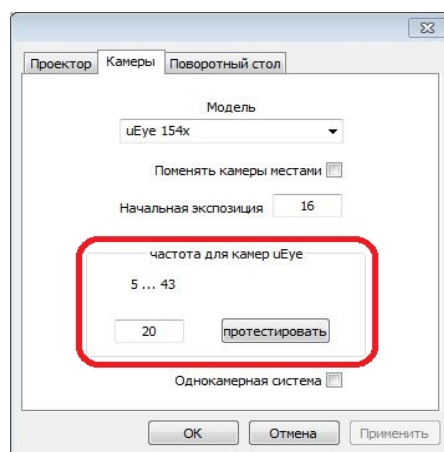 Проектор Камеры Поворотный стол
Модель
uEye 154x
Поменять камеры местами
Начальная экспозиция 16
частота для камер uEye
5 ... 43
20 протестировать
Однокамерная система
OK Отмена Применить